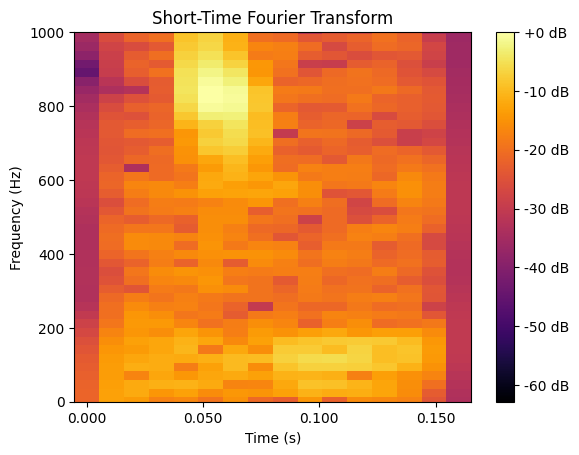 Short-Time Fourier Transform
Frequency (Hz)
1000
800
600
400
200
0
0.000
0.050
0.100
0.150
Time (s)
+0 dB
-10 dB
-20 dB
-30 dB
-40 dB
-50 dB
-60 dB